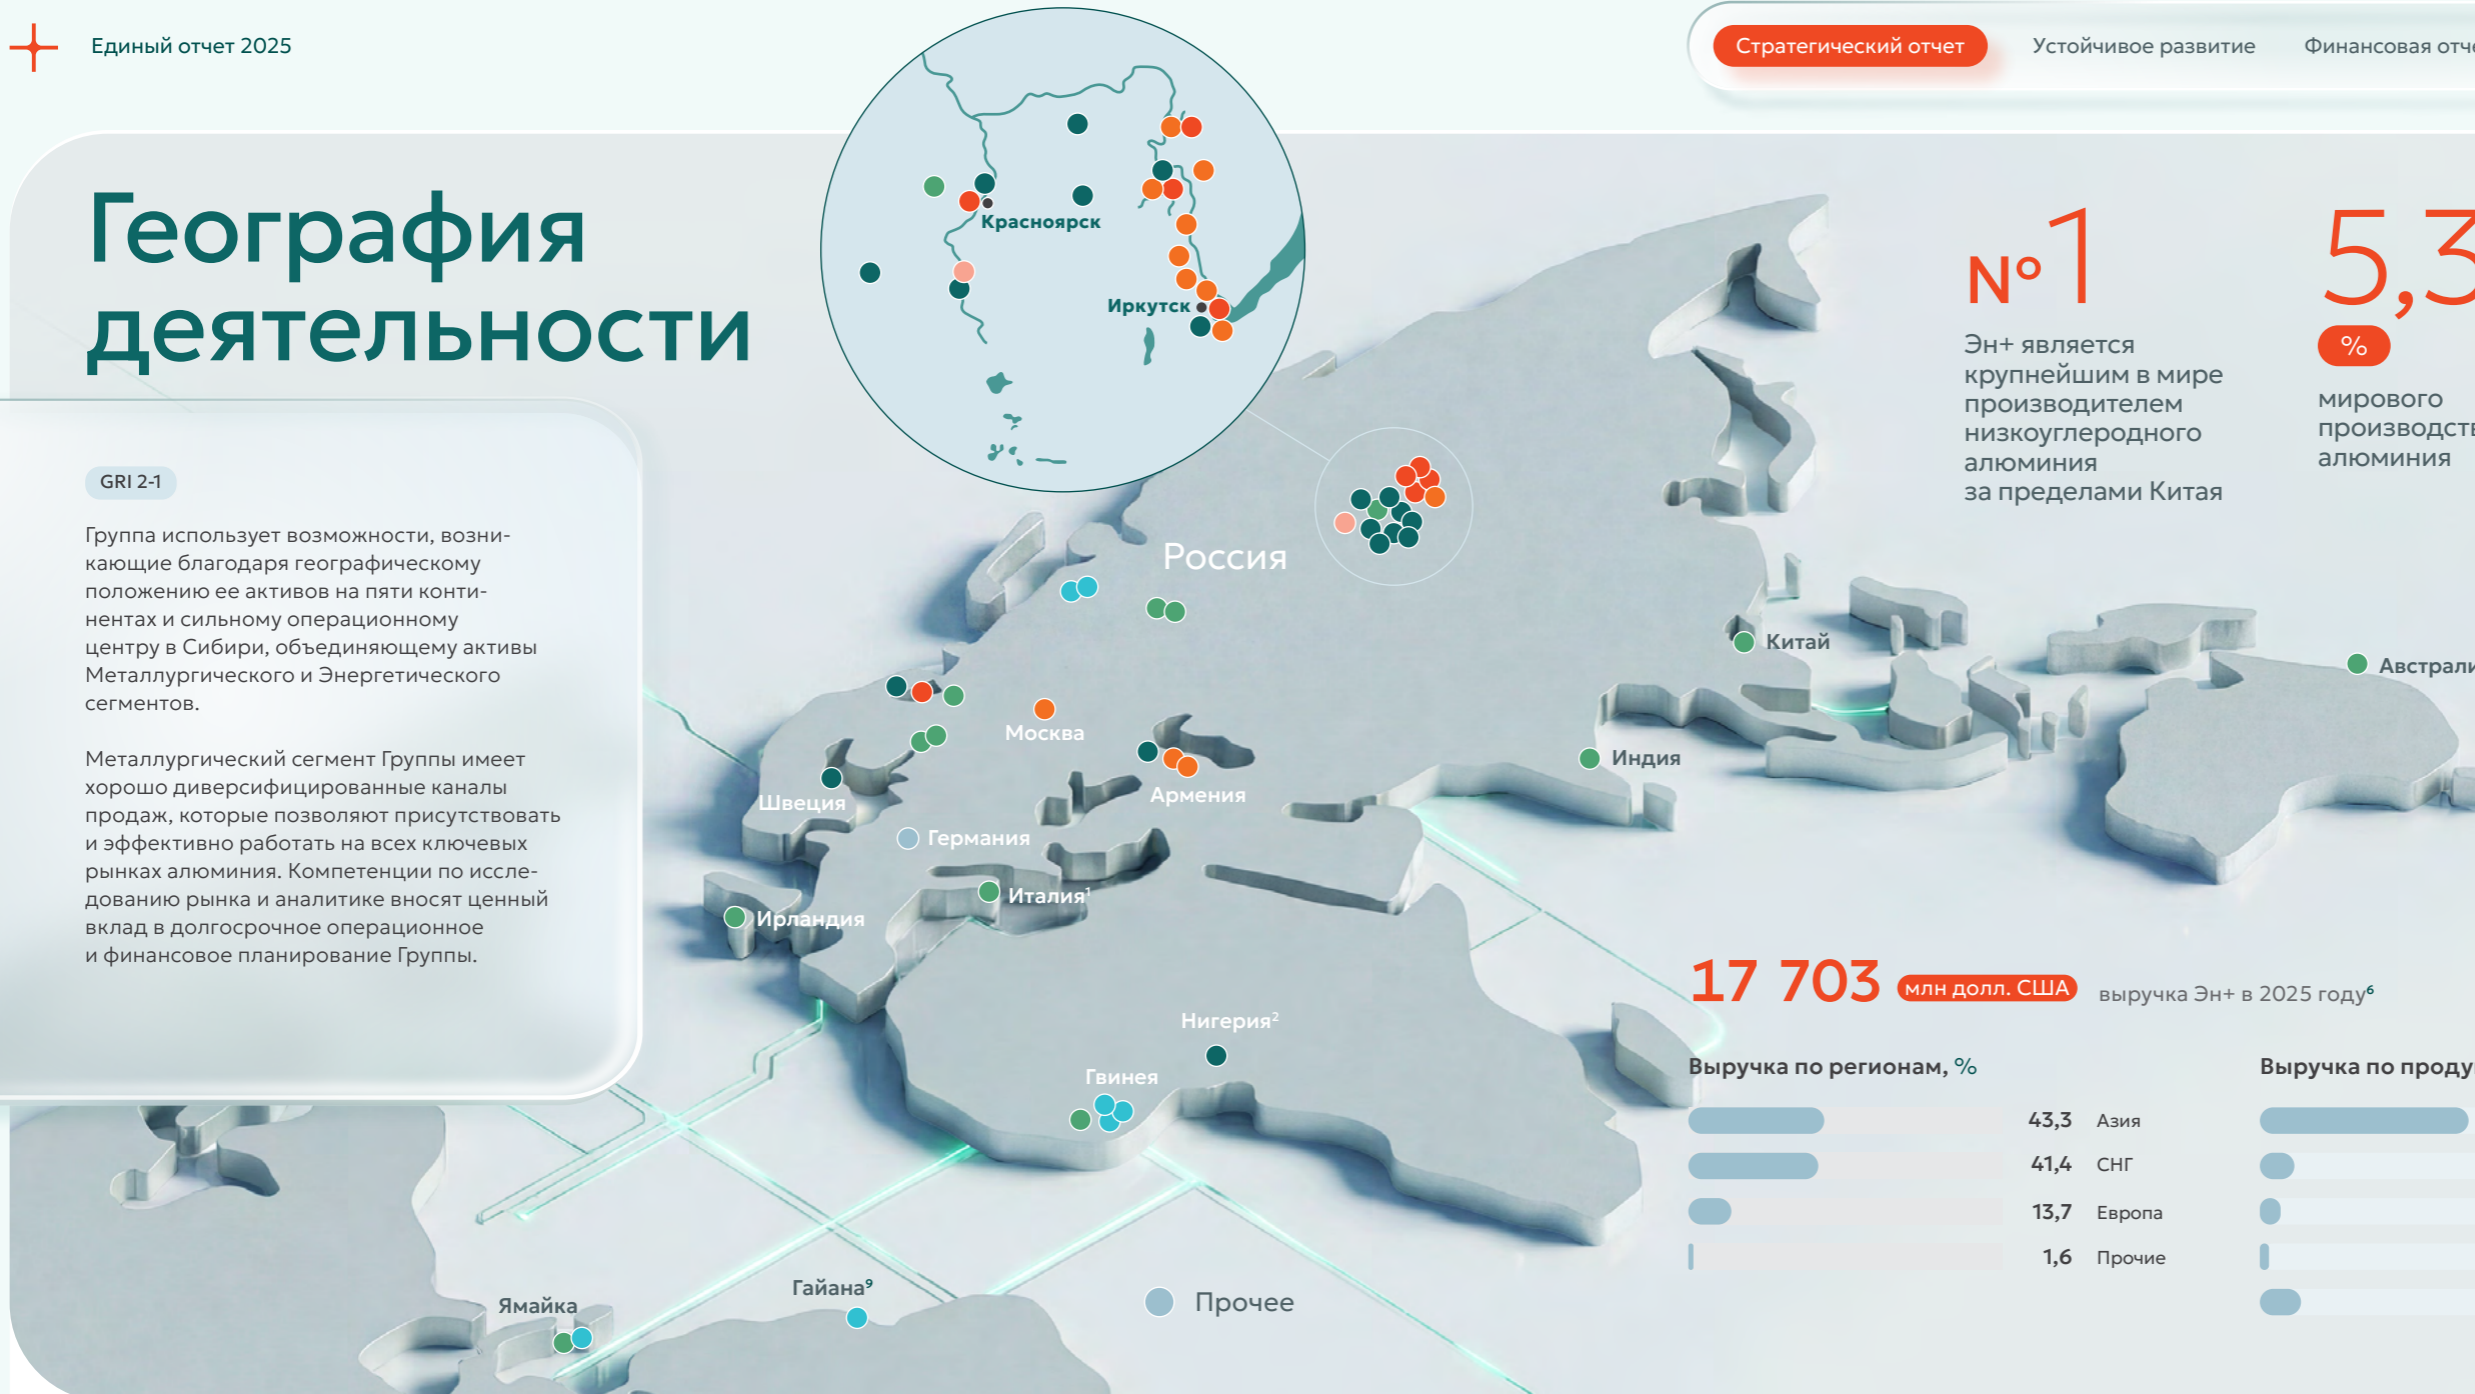 Единый отчет 2025
Стратегический отчет
Устойчивое развитие
География
деятельности
GRI 2-1
Группа использует возможности, возни-
кающие благодаря географическому
положению ее активов на пяти конти-
нентах и сильному операционному
центру в Сибири, объединяющему активы
Металлургического и Энергетического
сегментов.
Металлургический сегмент Группы имеет
хорошо диверсифицированные каналы
продаж, которые позволяют присутствовать
и эффективно работать на всех ключевых
рынках алюминия. Компетенции по иссле-
дованию рынка и аналитике вносят ценный
вклад в долгосрочное операционное
и финансовое планирование Группы.
Красноярск
Иркутск
№1
Эн+ является
крупнейшим в мире
производителем
низкоуглеродного
алюминия
за пределами Китая
5,3
%
мирового
алюминия
Россия
Китай
Москва
Индия
Швеция
Армения
Германия
Италия¹
Ирландия
Нигерия²
Гвинея
Ямайка
Гайана⁹
Прочее
17 703 млн долл. США выручка Эн+ в 2025 году⁶
Выручка по регионам, %
43,3 Азия
41,4 СНГ
13,7 Европа
1,6 Прочие
Выручка по